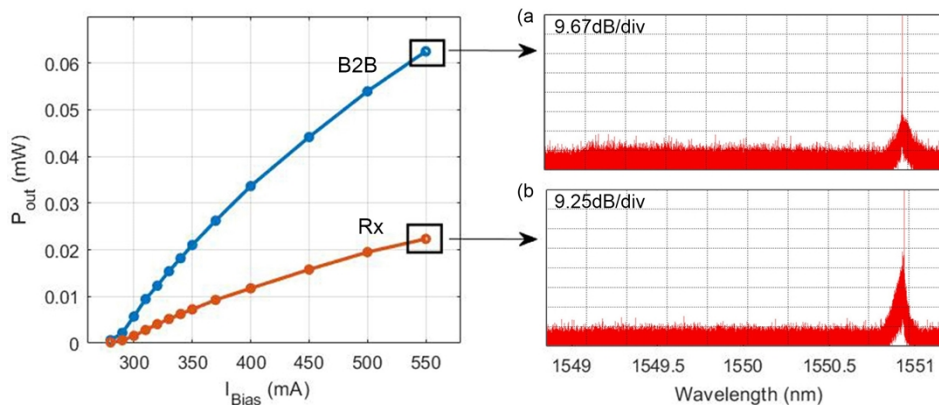 (a
9.67dB/div
B2B
0.06
0.05
0.04
0.03
0.02
0.01
0
P_out (mW)
Rx
300 350 400 450 500 550
I_Bias (mA)
(b
9.25dB/div
1549 1549.5 1550 1550.5 1551
Wavelength (nm)